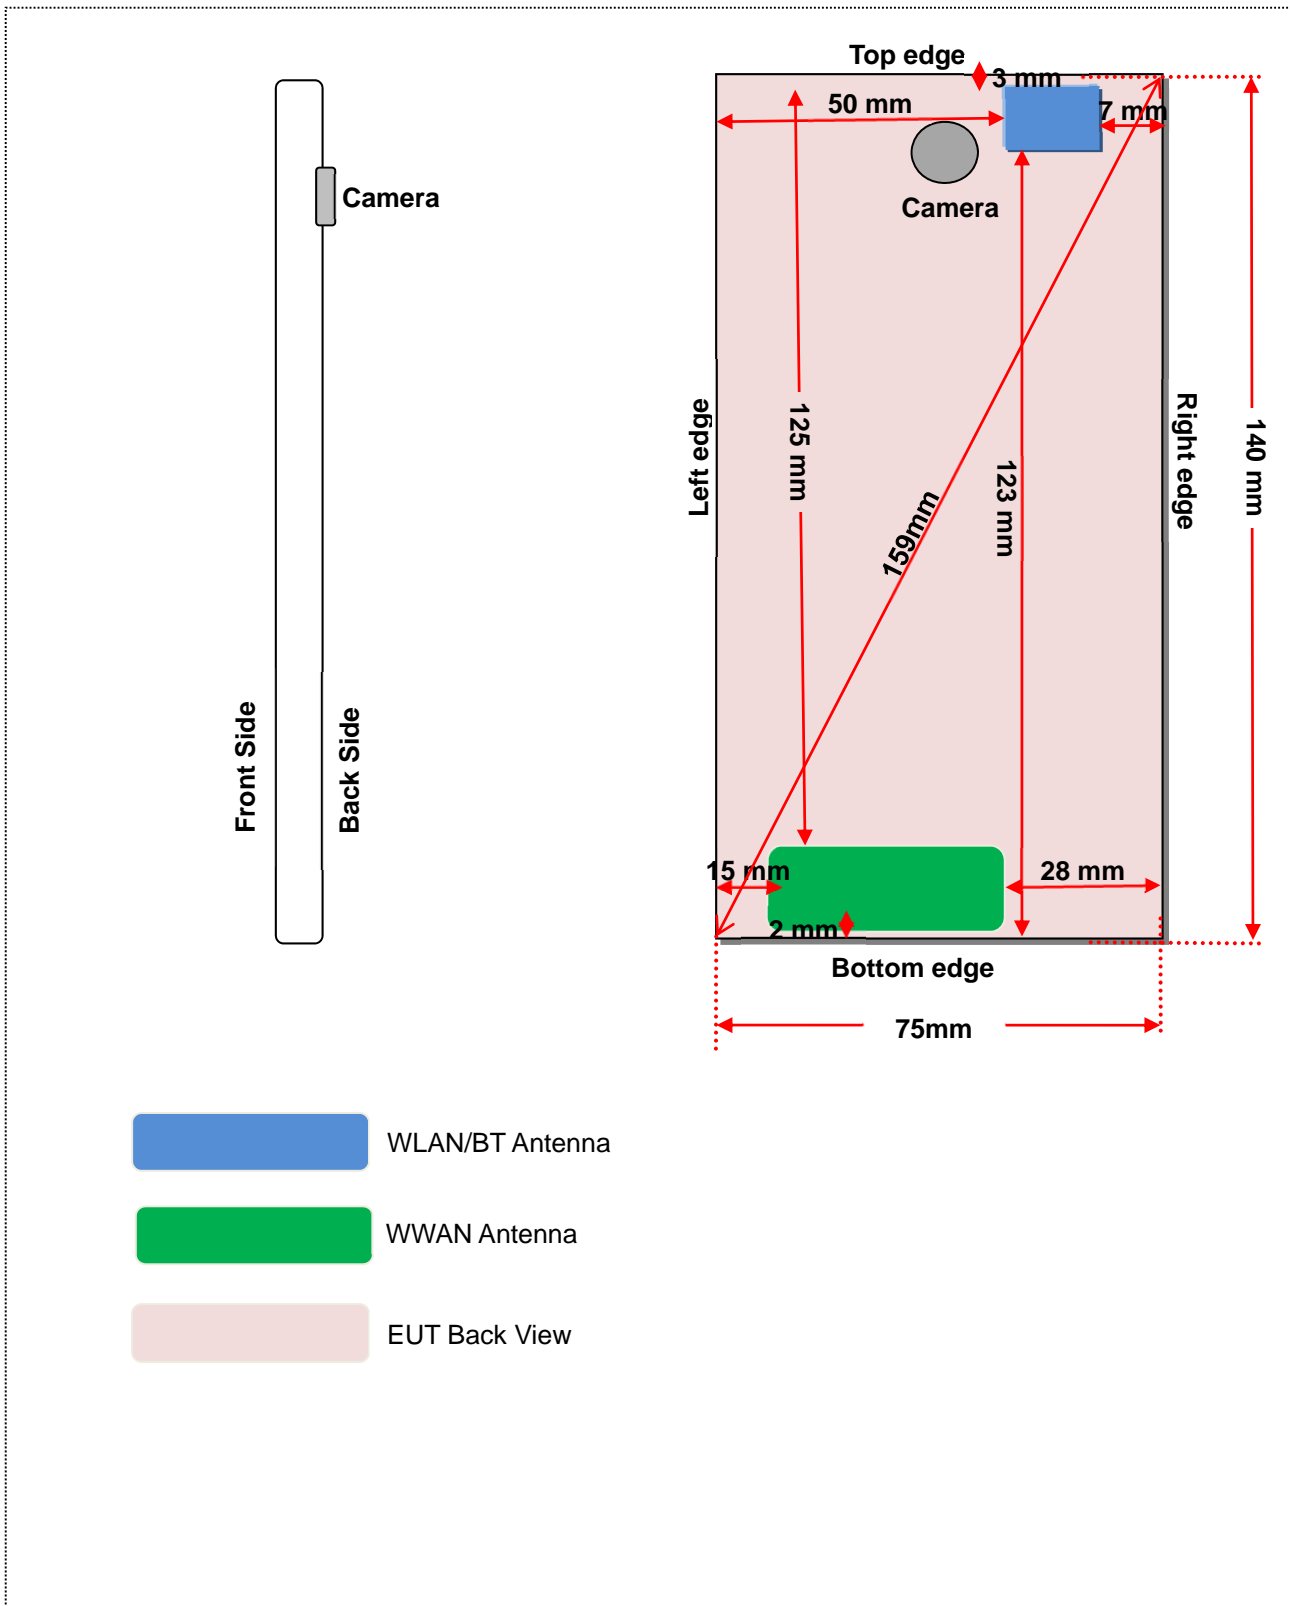 Top edge
3 mm
50 mm
7 mm
Camera
Camera
Left edge
125 mm
123 mm
159mm
Right edge
140 mm
Front Side
Back Side
15 mm
28 mm
2 mm
Bottom edge
75mm
WLAN/BT Antenna
WWAN Antenna
EUT Back View